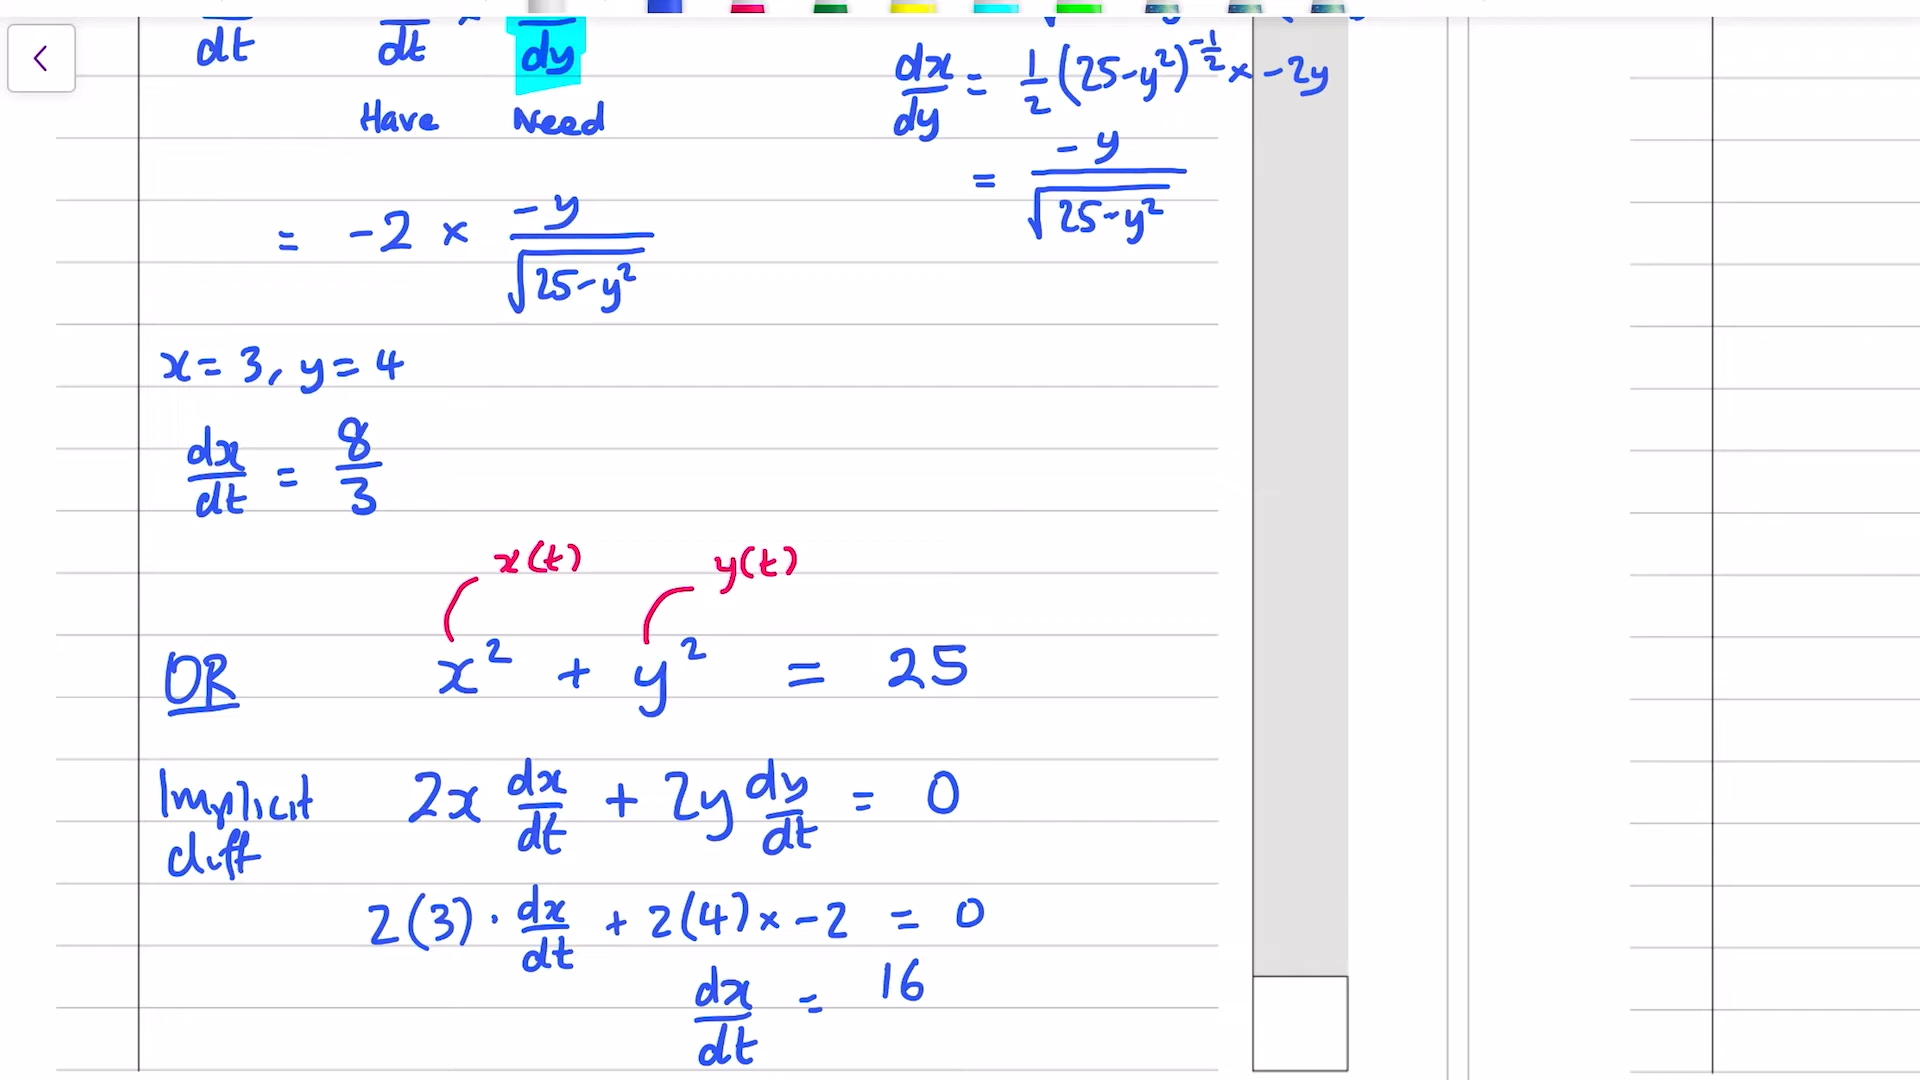 dt dt dy
Have Need
dx/dy = 1/2 (25-y²)^(-1/2) × -2y
= -y/√(25-y²)
= -2 × -y/√(25-y²)
x = 3, y = 4
dx/dt = 8/3
x(t) y(t)
OR x² + y² = 25
Implicit diff 2x dx/dt + 2y dy/dt = 0
2(3) · dx/dt + 2(4) × -2 = 0
dx/dt = 16